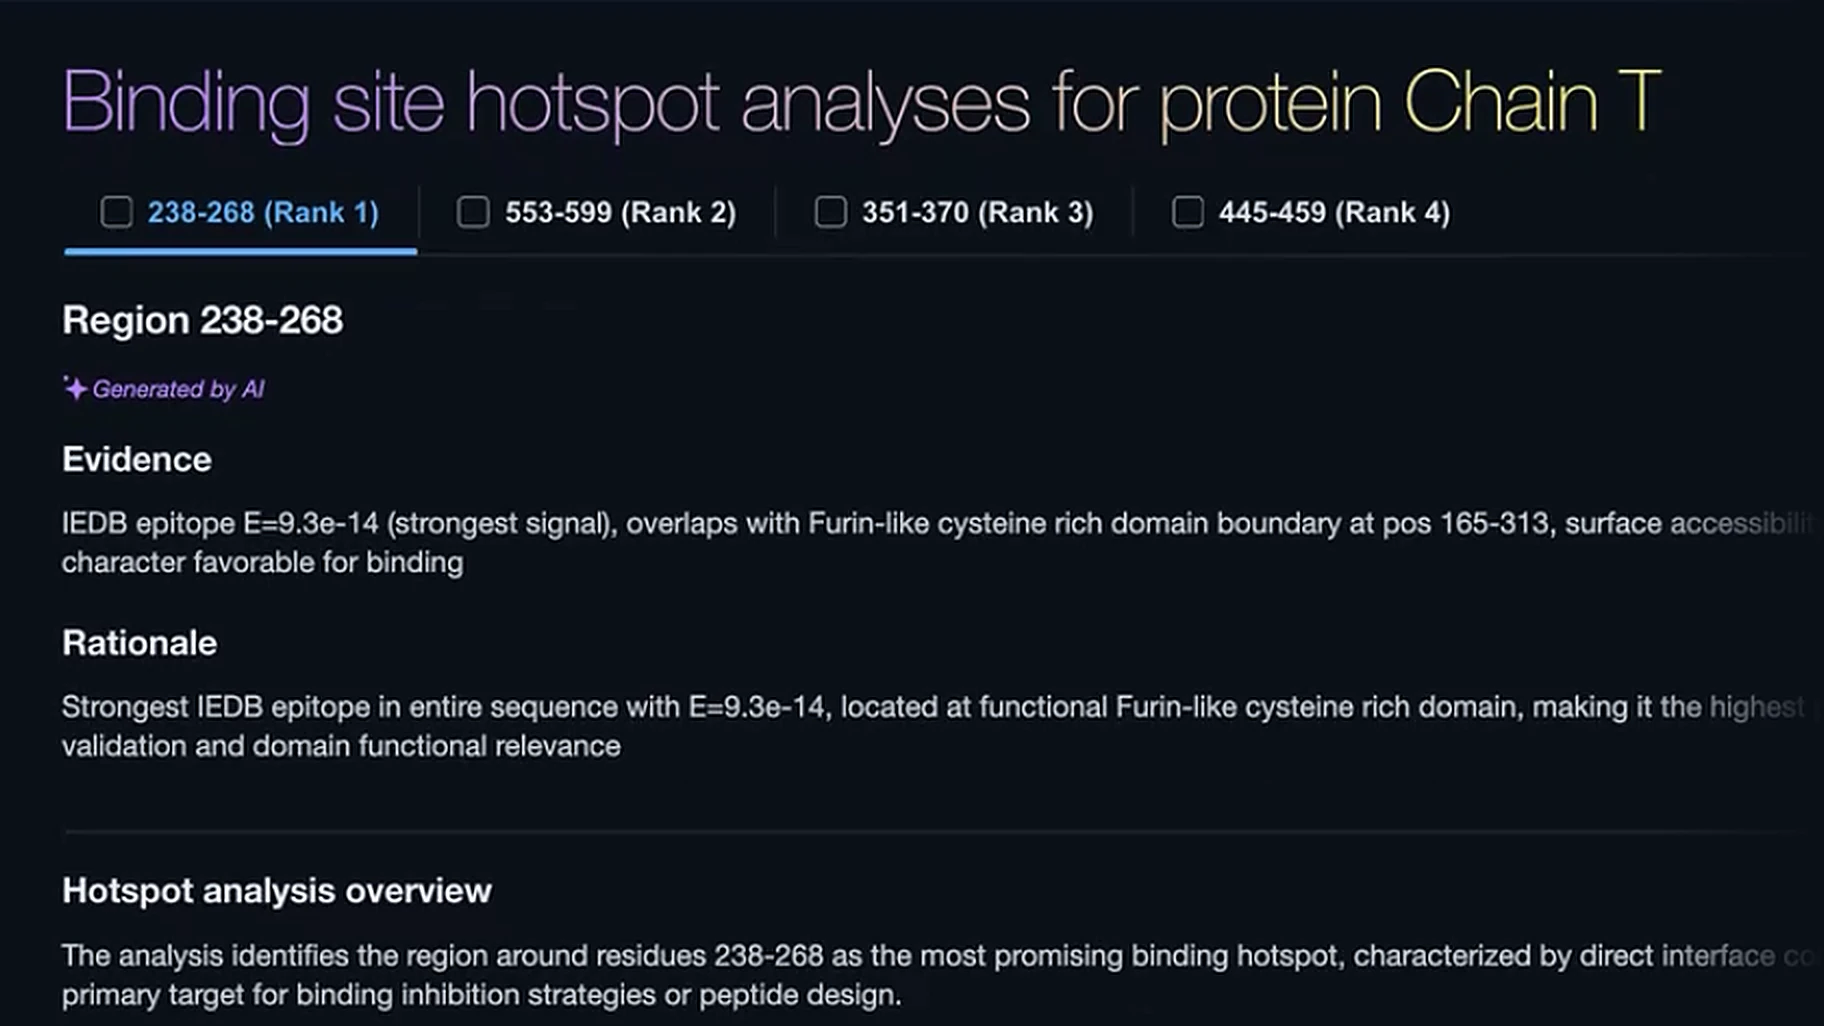 Binding site hotspot analyses for protein Chain T
238-268 (Rank 1) 553-599 (Rank 2) 351-370 (Rank 3) 445-459 (Rank 4)
Region 238-268
Generated by AI
Evidence
IEDB epitope E=9.3e-14 (strongest signal), overlaps with Furin-like cysteine rich domain boundary at pos 165-313, surface
character favorable for binding
Rationale
Strongest IEDB epitope in entire sequence with E=9.3e-14, located at functional Furin-like cysteine rich domain, making it the highest
validation and domain functional relevance
Hotspot analysis overview
The analysis identifies the region around residues 238-268 as the most promising binding hotspot, characterized by direct interface
primary target for binding inhibition strategies or peptide design.